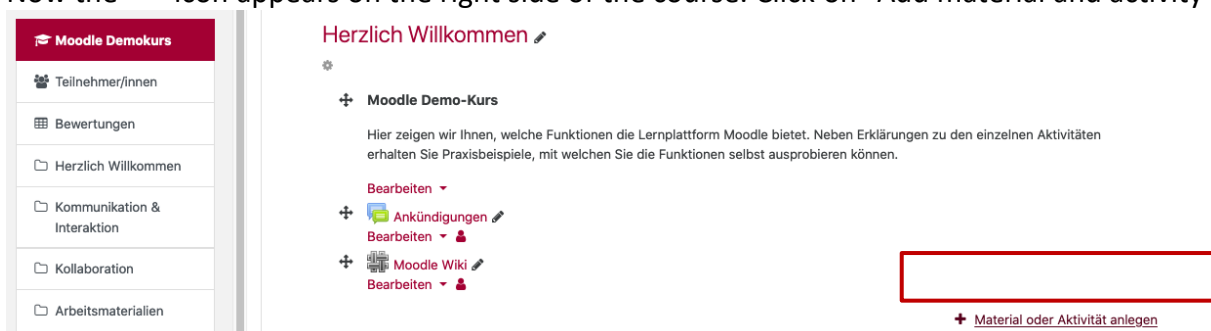 Now the icon appears on the right side of the course. Click on "Add material and activity"
Moodle Demokurs
Teilnehmer/innen
Bewertungen
Herzlich Willkommen
Kommunikation &
Interaktion
Kollaboration
Arbeitsmaterialien
Herzlich Willkommen
Moodle Demo-Kurs
Hier zeigen wir Ihnen, welche Funktionen die Lernplattform Moodle bietet. Neben Erklärungen zu den einzelnen Aktivitäten
erhalten Sie Praxisbeispiele, mit welchen Sie die Funktionen selbst ausprobieren können.
Bearbeiten
Ankündigungen
Bearbeiten
Moodle Wiki
Bearbeiten
Material oder Aktivität anlegen